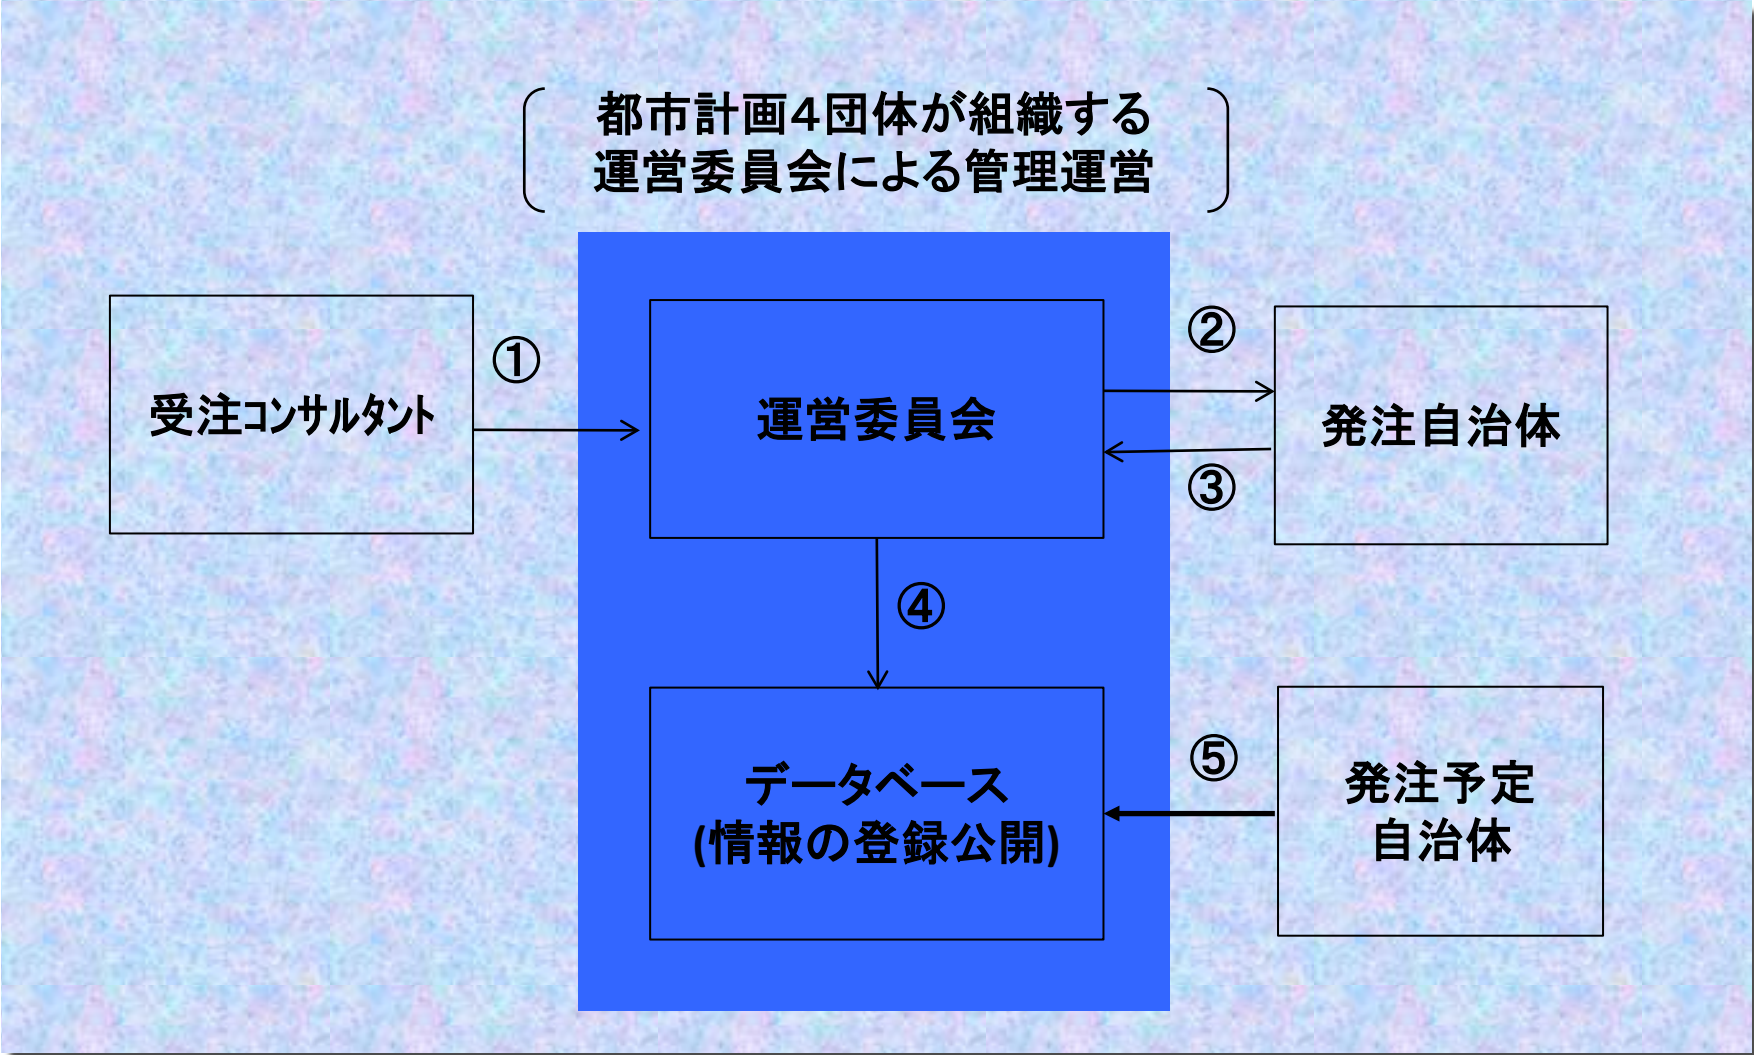 都市計画４団体が組織する
運営委員会による管理運営
受注コンサルタント
①
運営委員会
②
③
発注自治体
④
データベース
(情報の登録公開)
⑤
発注予定
自治体